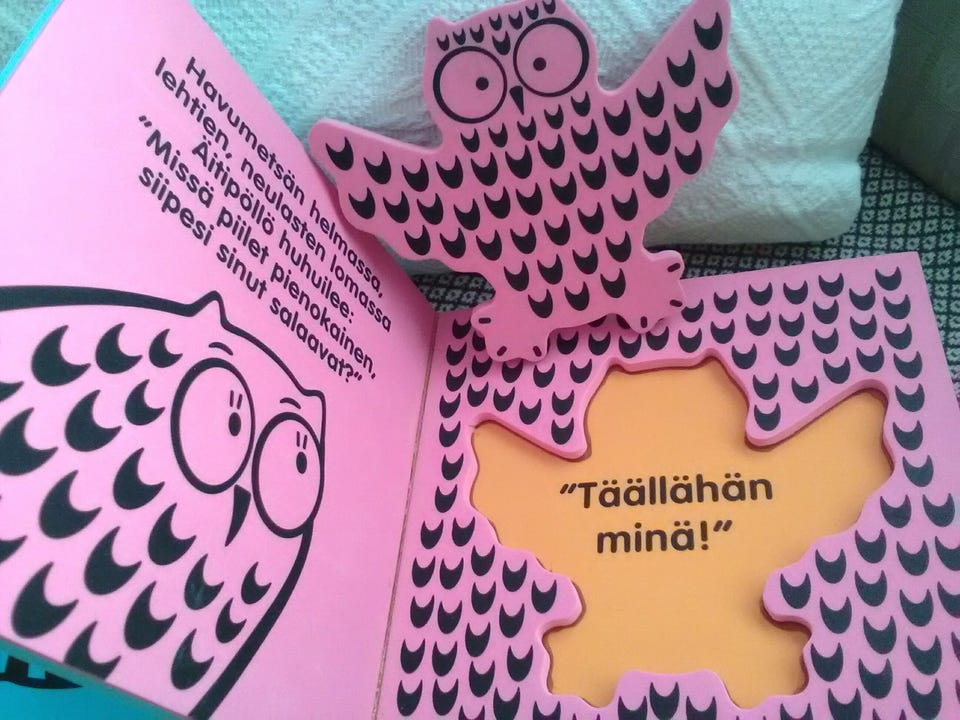 Havumetsän helmassa,
lehtien, neulasten lomassa
Äitipöllö huhuilee:
”Missä piilet pienokainen,
siipesi sinut salaavat?”
”Täällähän
minä!”